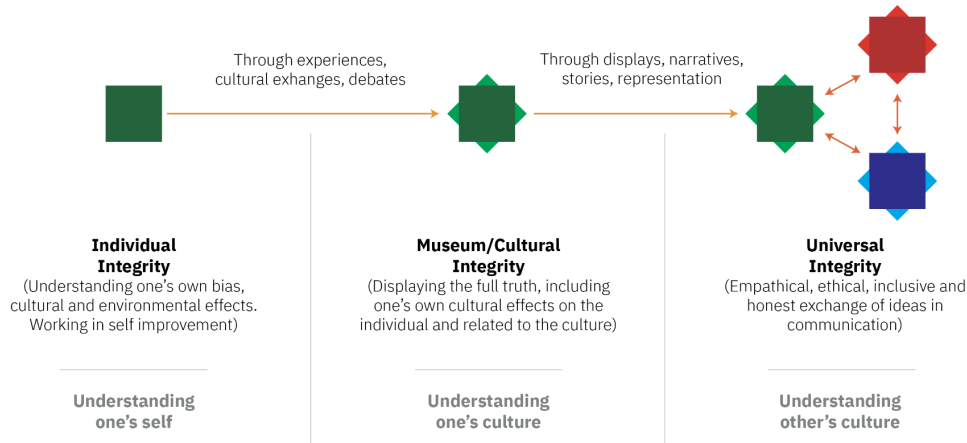 Through experiences,
cultural exhanges, debates
Through displays, narratives,
stories, representation
Individual
Integrity
(Understanding one's own bias,
cultural and environmental effects.
Working in self improvement)
Museum/Cultural
Integrity
(Displaying the full truth, including
one's own cultural effects on the
individual and related to the culture)
Universal
Integrity
(Empathical, ethical, inclusive and
honest exchange of ideas in
communication)
Understanding
one's self
Understanding
one's culture
Understanding
other's culture